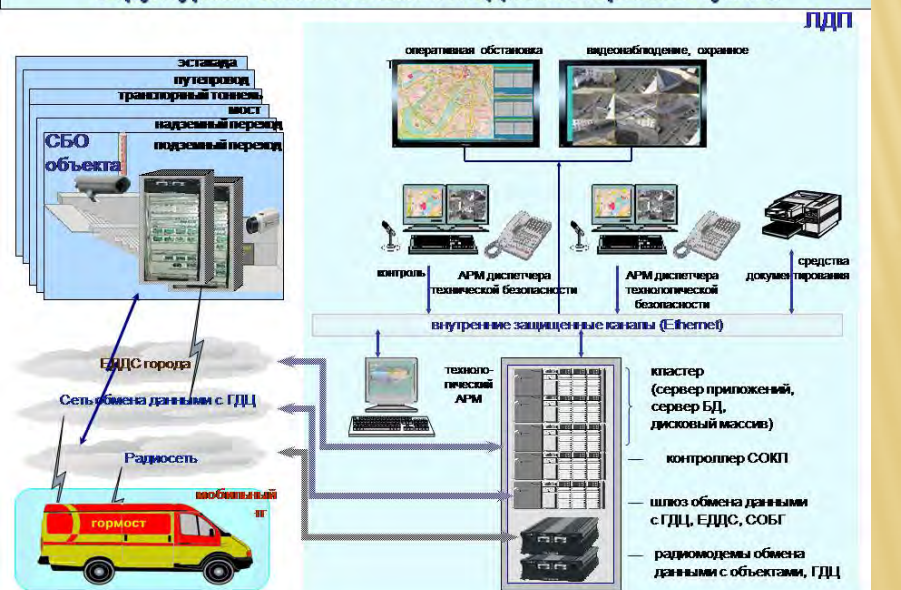 ЛДП
оперативная обстановка
видеонаблюдение, охранное
эстакада
путепровод
транспортный тоннель
мост
надземный переход
подземный переход
СБО
объекта
контроль
АРМ диспетчера
технической безопасности
АРМ диспетчера
технологической
безопасности
средства
документирования
внутренние защищенные каналы (Ethernet)
ЕДДС города
Сеть обмена данными с ГДЦ
Радиосеть
мобильный
гормост
техноло-
гический
АРМ
кластер
(сервер приложений,
сервер БД,
дисковый массив)
контроллер СОКП
шлюз обмена данными
с ГДЦ, ЕДДС, СОБГ
радиомодемы обмена
данными с объектами, ГДЦ